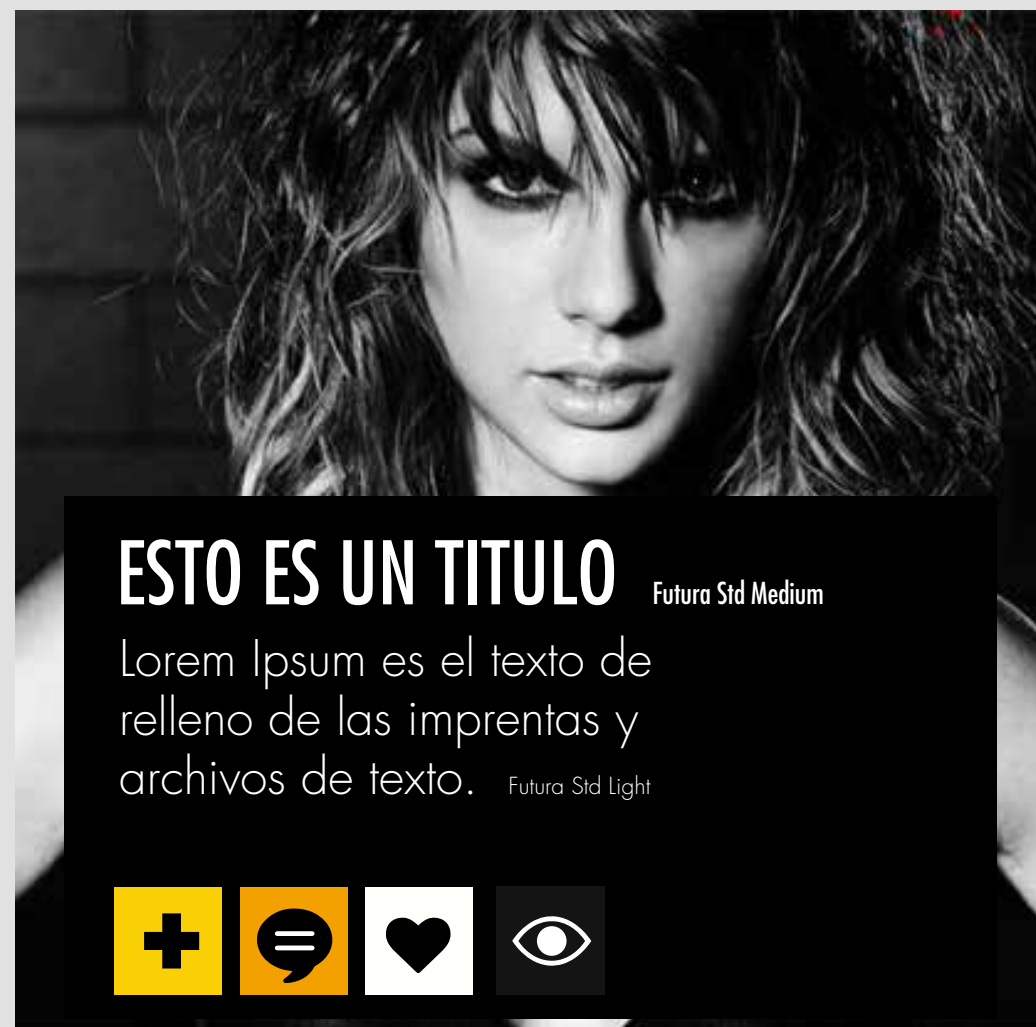 ESTO ES UN TITULO Futura Std Medium
Lorem Ipsum es el texto de
relleno de las imprentas y
archivos de texto. Futura Std Light